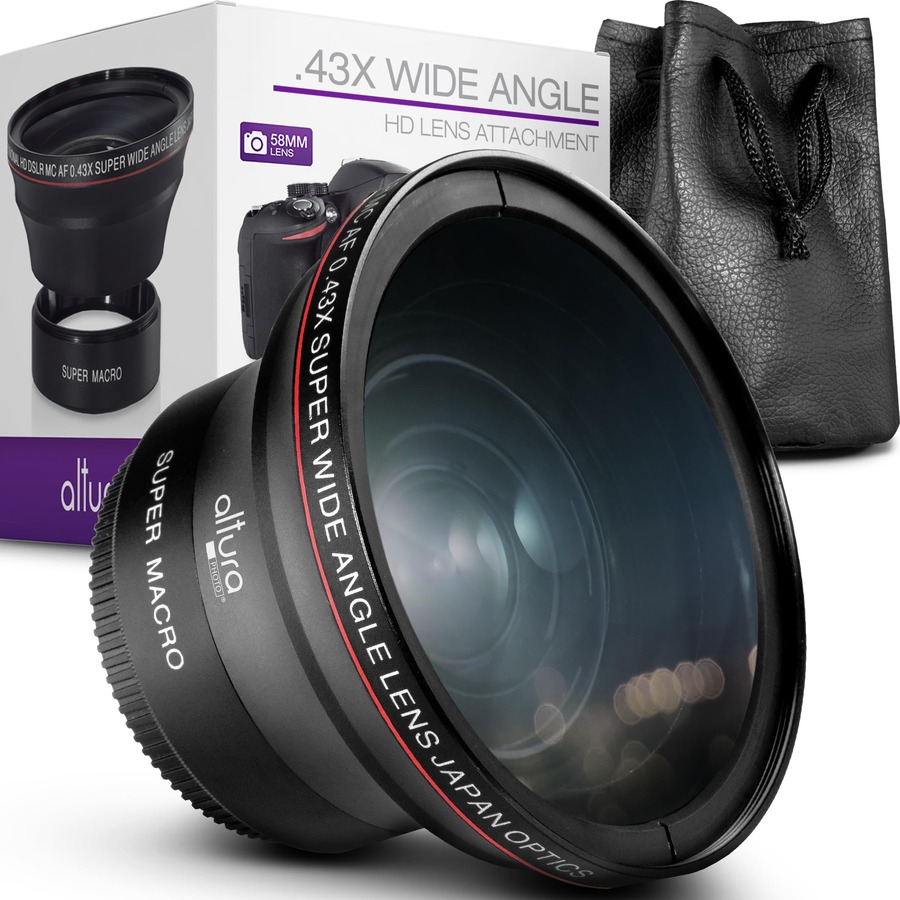 .43X WIDE ANGLE
HD LENS ATTACHMENT
58MM
LENS
HD DSLR MC AF 0.43X SUPER WIDE ANGLE LENS
SUPER MACRO
MC AF 0.43X SUPER WIDE ANGLE LENS JAPAN OPTICS
altura
PHOTO®
SUPER MACRO